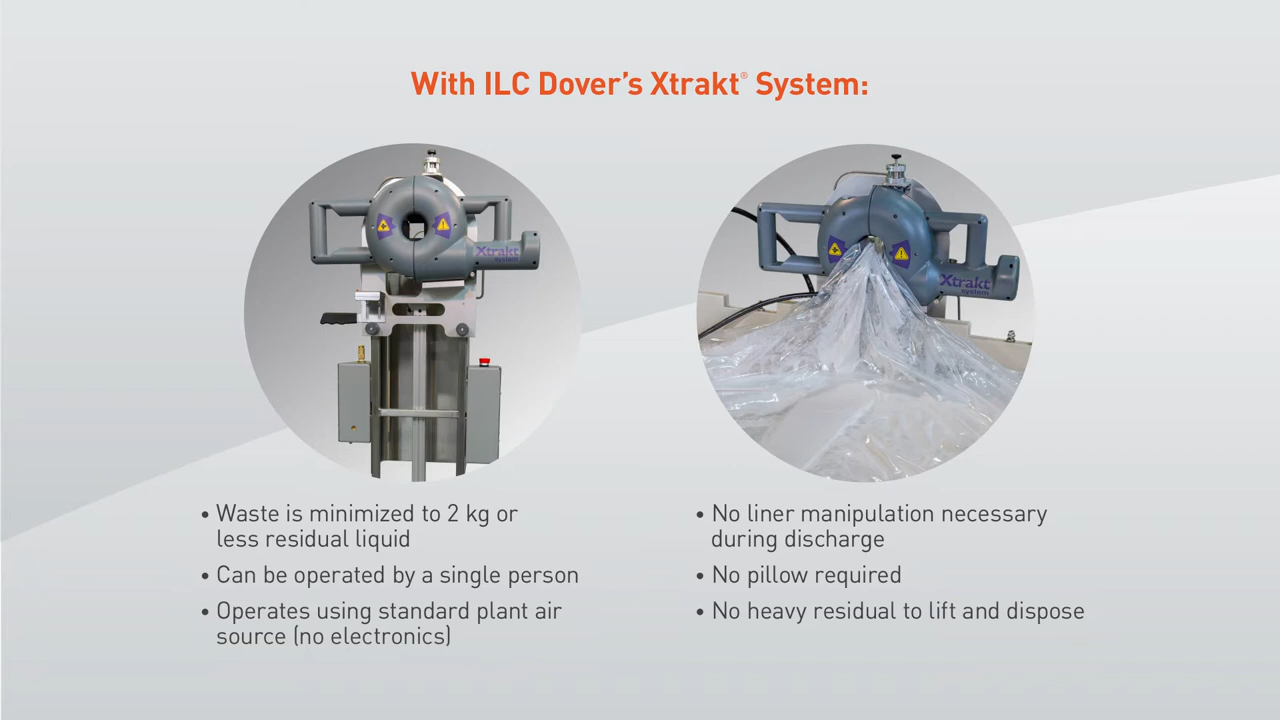 With ILC Dover's Xtrakt® System:
Xtrakt
system
Xtrakt
system
• Waste is minimized to 2 kg or
less residual liquid
• Can be operated by a single person
• Operates using standard plant air
source (no electronics)
• No liner manipulation necessary
during discharge
• No pillow required
• No heavy residual to lift and dispose